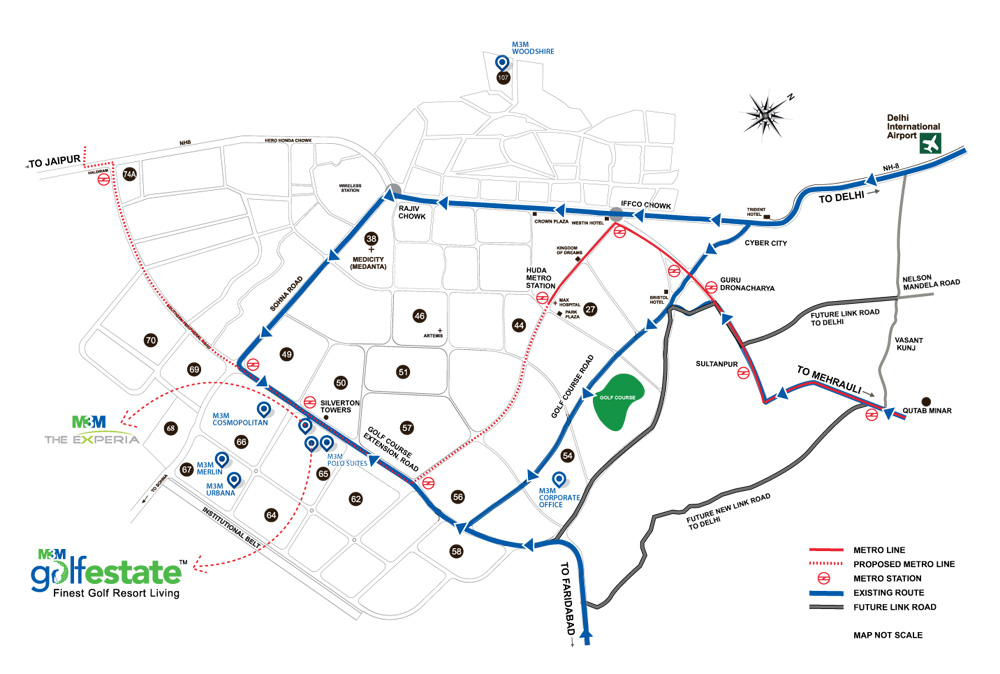 M3M
WOODSHIRE
107
N
Delhi
International
Airport
NH-8
TO DELHI
TO JAIPUR
NH8
HERO HONDA CHOWK
HALDIRAM
74A
WIRELESS
STATION
RAJIV
CHOWK
IFFCO CHOWK
CROWN PLAZA
WESTIN HOTEL
TRIDENT
HOTEL
CYBER CITY
38
MEDICITY
(MEDANTA)
KINGDOM
OF DREAMS
HUDA
METRO
STATION
MAX
HOSPITAL
PARK
PLAZA
27
BRISTOL
HOTEL
GURU
DRONACHARYA
NELSON
MANDELA ROAD
FUTURE LINK ROAD
TO DELHI
VASANT
KUNJ
SOHNA ROAD
SOUTHERN PERIPHERAL ROAD
46
ARTEMIS
44
70
69
49
50
51
SULTANPUR
TO MEHRAULI
QUTAB MINAR
GOLF COURSE ROAD
GOLF COURSE
M3M
THE EXPERIA
68
M3M
COSMOPOLITAN
SILVERTON
TOWERS
57
GOLF COURSE
EXTENSION ROAD
66
M3M
POLO SUITES
67
M3M
MERLIN
M3M
URBANA
65
62
64
56
54
M3M
CORPORATE
OFFICE
58
TO SOHNA
INSTITUTIONAL BELT
FUTURE NEW LINK ROAD
TO DELHI
TO FARIDABAD
M3M
golfestate™
Finest Golf Resort Living
METRO LINE
PROPOSED METRO LINE
METRO STATION
EXISTING ROUTE
FUTURE LINK ROAD
MAP NOT SCALE